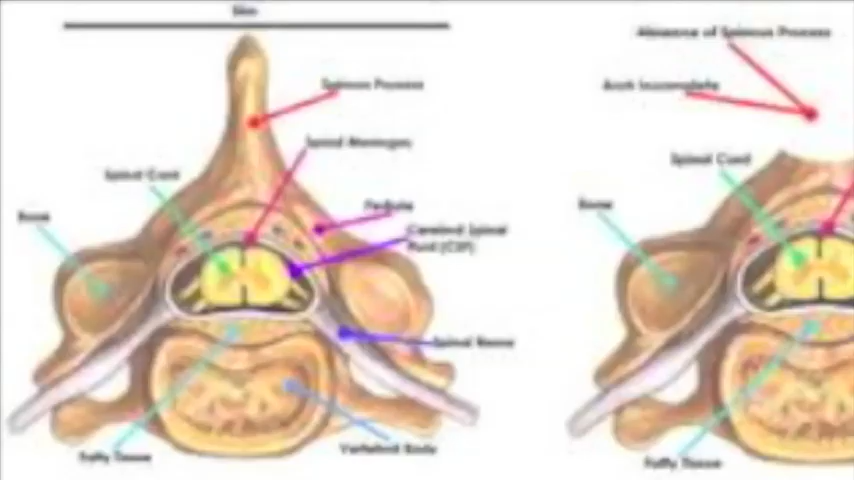 Skin
Spinous Process
Spinal Meninges
Spinal Cord
Pedicle
Bone
Cerebral Spinal
Fluid (CSF)
Spinal Nerve
Vertebral Body
Fatty Tissue
Absence of Spinous Process
Arch Incomplete
Spinal Cord
Bone
Fatty Tissue